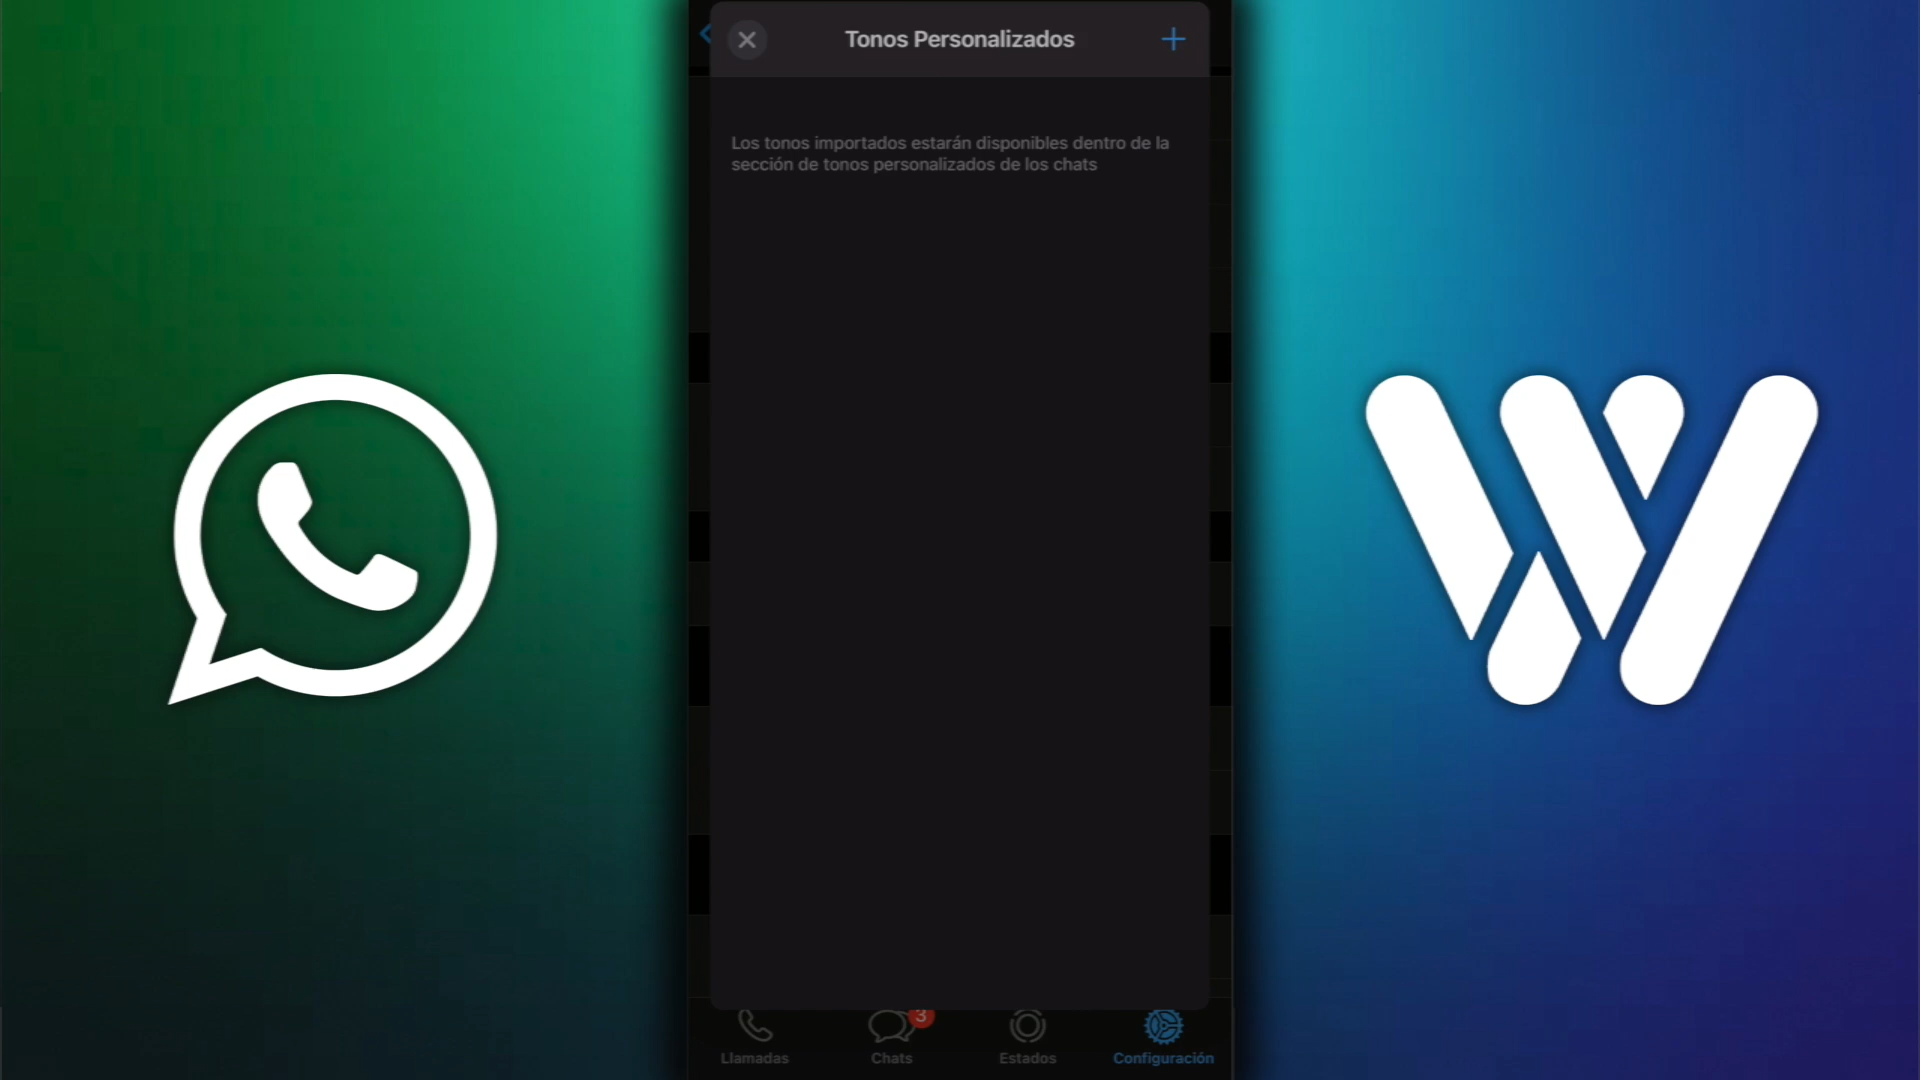 Tonos Personalizados
Los tonos importados estarán disponibles dentro de la
sección de tonos personalizados de los chats
3
Llamadas
Chats
Estados
Configuración